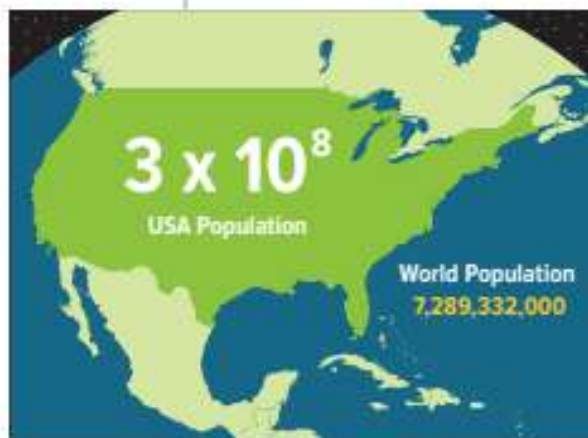 3 x 10⁸
USA Population
World Population
7,289,332,000